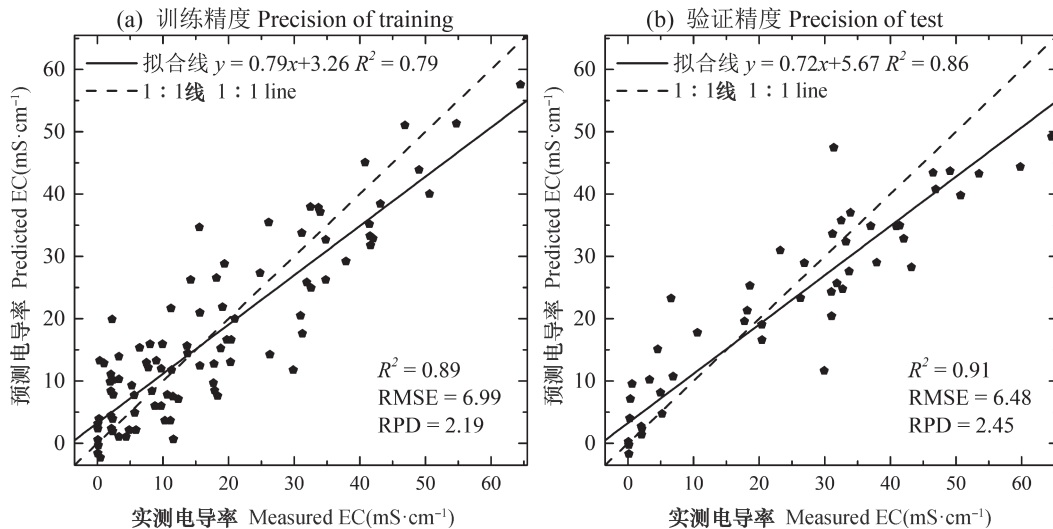 (a) 训练精度 Precision of training
拟合线 y = 0.79x+3.26 R² = 0.79
1∶1线 1∶1 line
R² = 0.89
RMSE = 6.99
RPD = 2.19
预测电导率 Predicted EC(mS·cm⁻¹)
60
50
40
30
20
10
0
0 10 20 30 40 50 60
实测电导率 Measured EC(mS·cm⁻¹)
(b) 验证精度 Precision of test
拟合线 y = 0.72x+5.67 R² = 0.86
1∶1线 1∶1 line
R² = 0.91
RMSE = 6.48
RPD = 2.45
预测电导率 Predicted EC(mS·cm⁻¹)
60
50
40
30
20
10
0
0 10 20 30 40 50 60
实测电导率 Measured EC(mS·cm⁻¹)